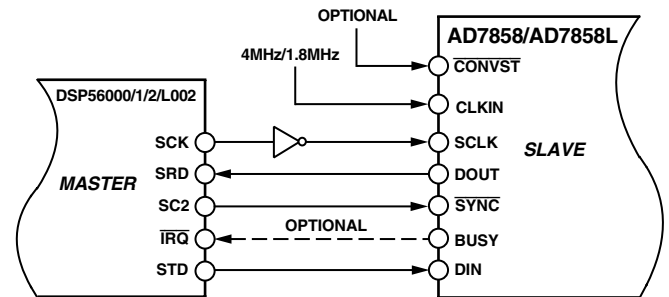 OPTIONAL
AD7858/AD7858L
4MHz/1.8MHz
CONVST
DSP56000/1/2/L002
CLKIN
SCK
SCLK
SLAVE
SRD
DOUT
MASTER
SC2
SYNC
OPTIONAL
IRQ
BUSY
STD
DIN